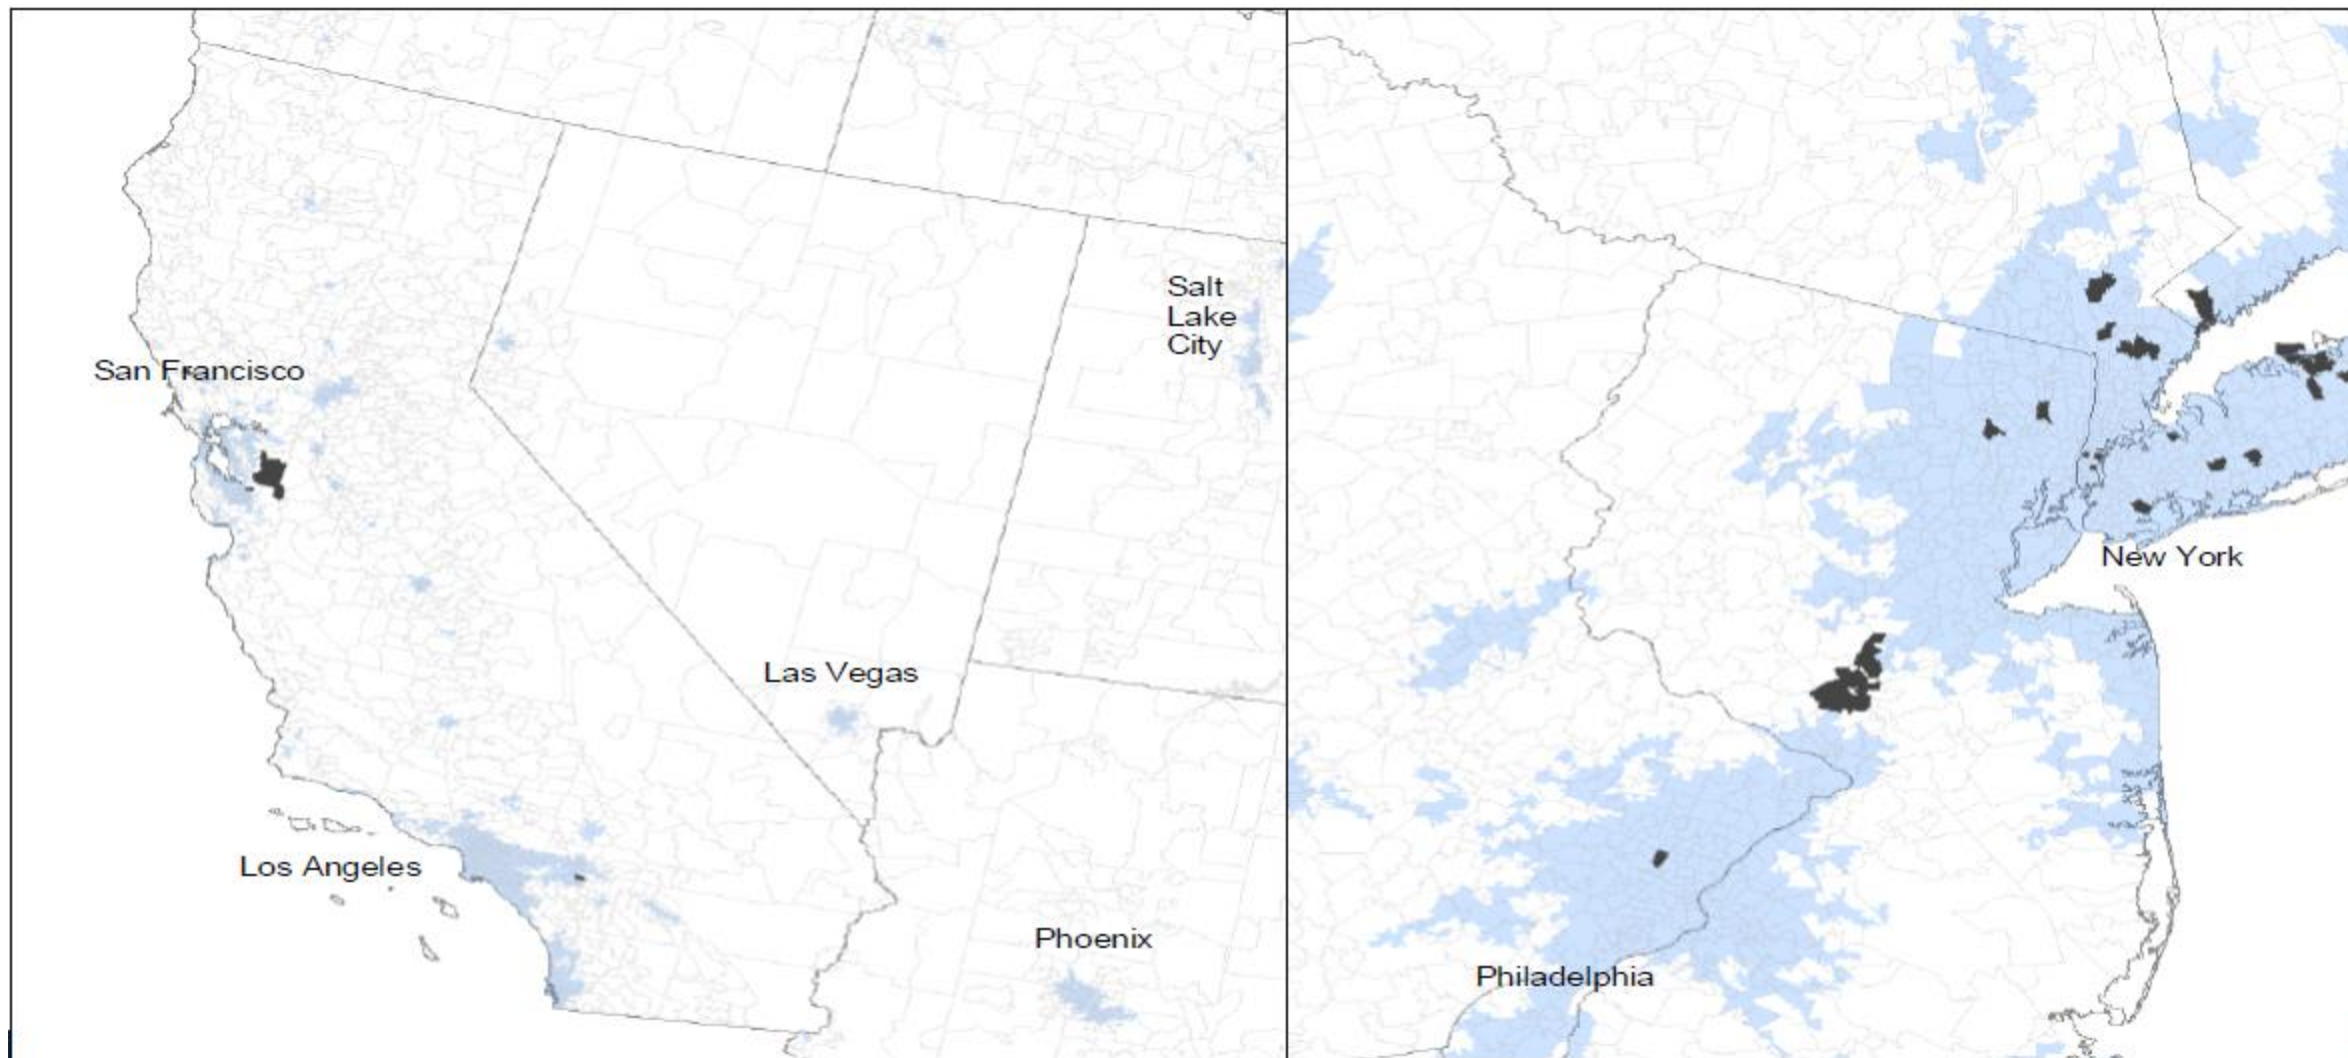 Salt
Lake
City
San Francisco
Las Vegas
Los Angeles
Phoenix
New York
Philadelphia